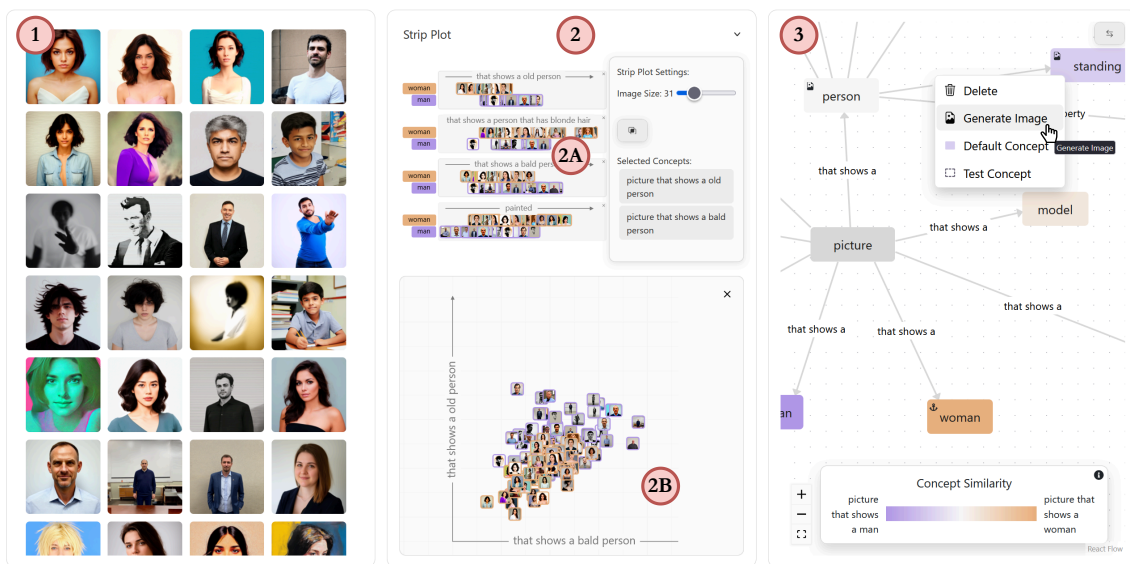 1
Strip Plot
2
that shows a old person
woman
man
that shows a person that has blonde hair
woman
man
2A
that shows a bald person
woman
man
painted
woman
man
Strip Plot Settings:
Image Size: 31
Selected Concepts:
picture that shows a old
person
picture that shows a bald
person
that shows a old person
2B
that shows a bald person
3
person
standing
Delete
Generate Image
Default Concept
Generate Image
Test Concept
that shows a
model
that shows a
picture
that shows a
that shows a
that shows a
woman
Concept Similarity
picture
that shows
a man
picture that
shows a
woman
React Flow